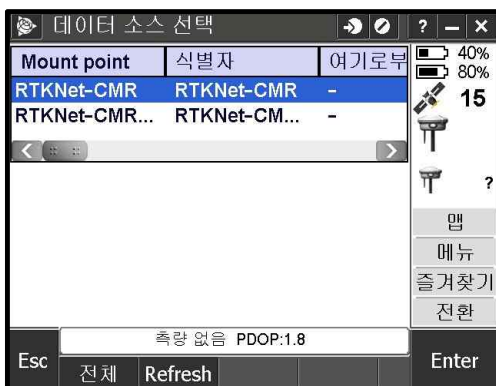 데이터 소스 선택 ? – ×
Mount point 식별자 여기로부
RTKNet-CMR RTKNet-CMR -
RTKNet-CMR... RTKNet-CM... -
40%
80%
15
?
맵
메뉴
즐겨찾기
전환
측량 없음 PDOP:1.8
Esc 전체 Refresh Enter